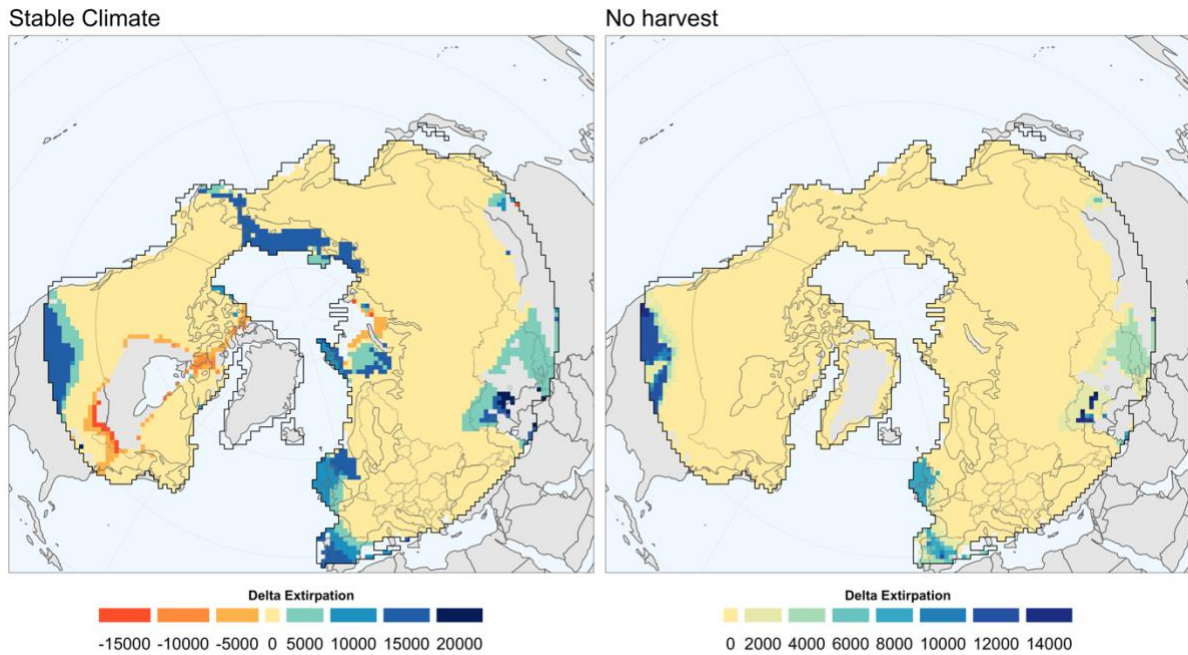 Stable Climate
No harvest
Delta Extirpation
-15000 -10000 -5000 0 5000 10000 15000 20000
Delta Extirpation
0 2000 4000 6000 8000 10000 12000 14000